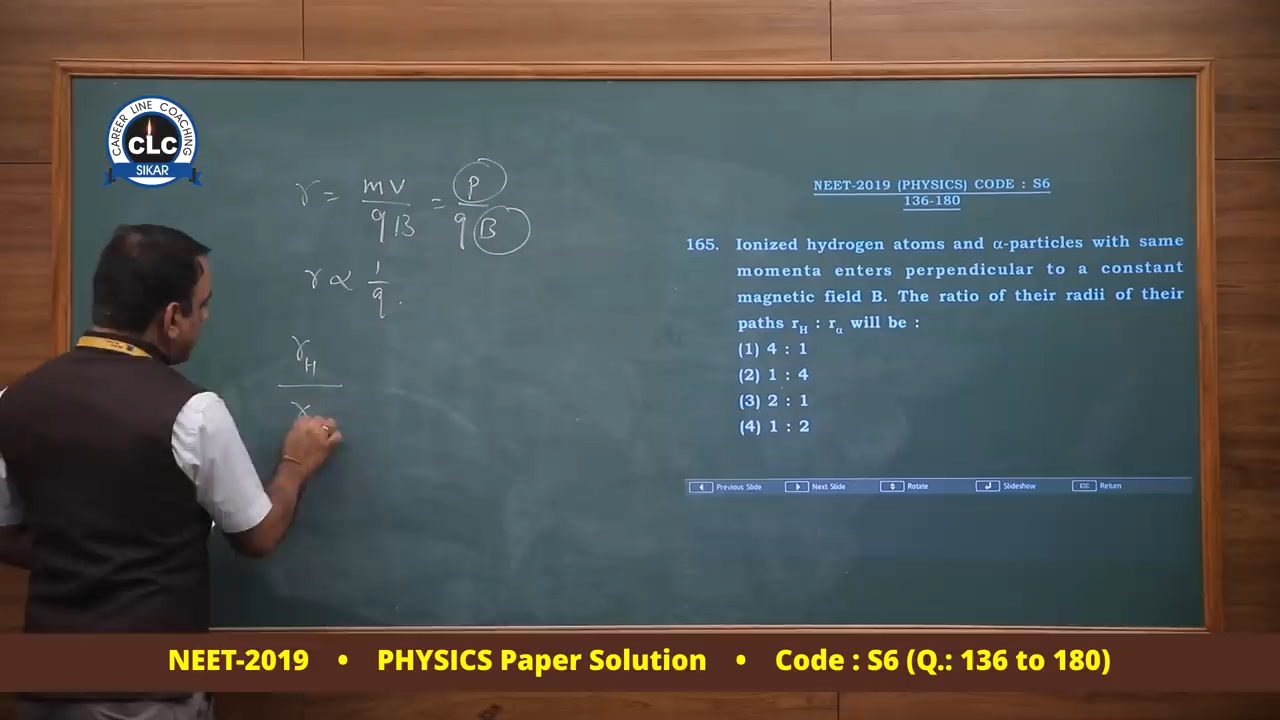 CAREER LINE COACHING
CLC
SIKAR
r = mv / qB = p / qB
r ∝ 1 / q .
r_H
r
NEET-2019 (PHYSICS) CODE : S6
136-180
165. Ionized hydrogen atoms and α-particles with same
momenta enters perpendicular to a constant
magnetic field B. The ratio of their radii of their
paths r_H : r_α will be :
(1) 4 : 1
(2) 1 : 4
(3) 2 : 1
(4) 1 : 2
Previous Slide Next Slide Rotate Slideshow ESC Return
NEET-2019 • PHYSICS Paper Solution • Code : S6 (Q.: 136 to 180)